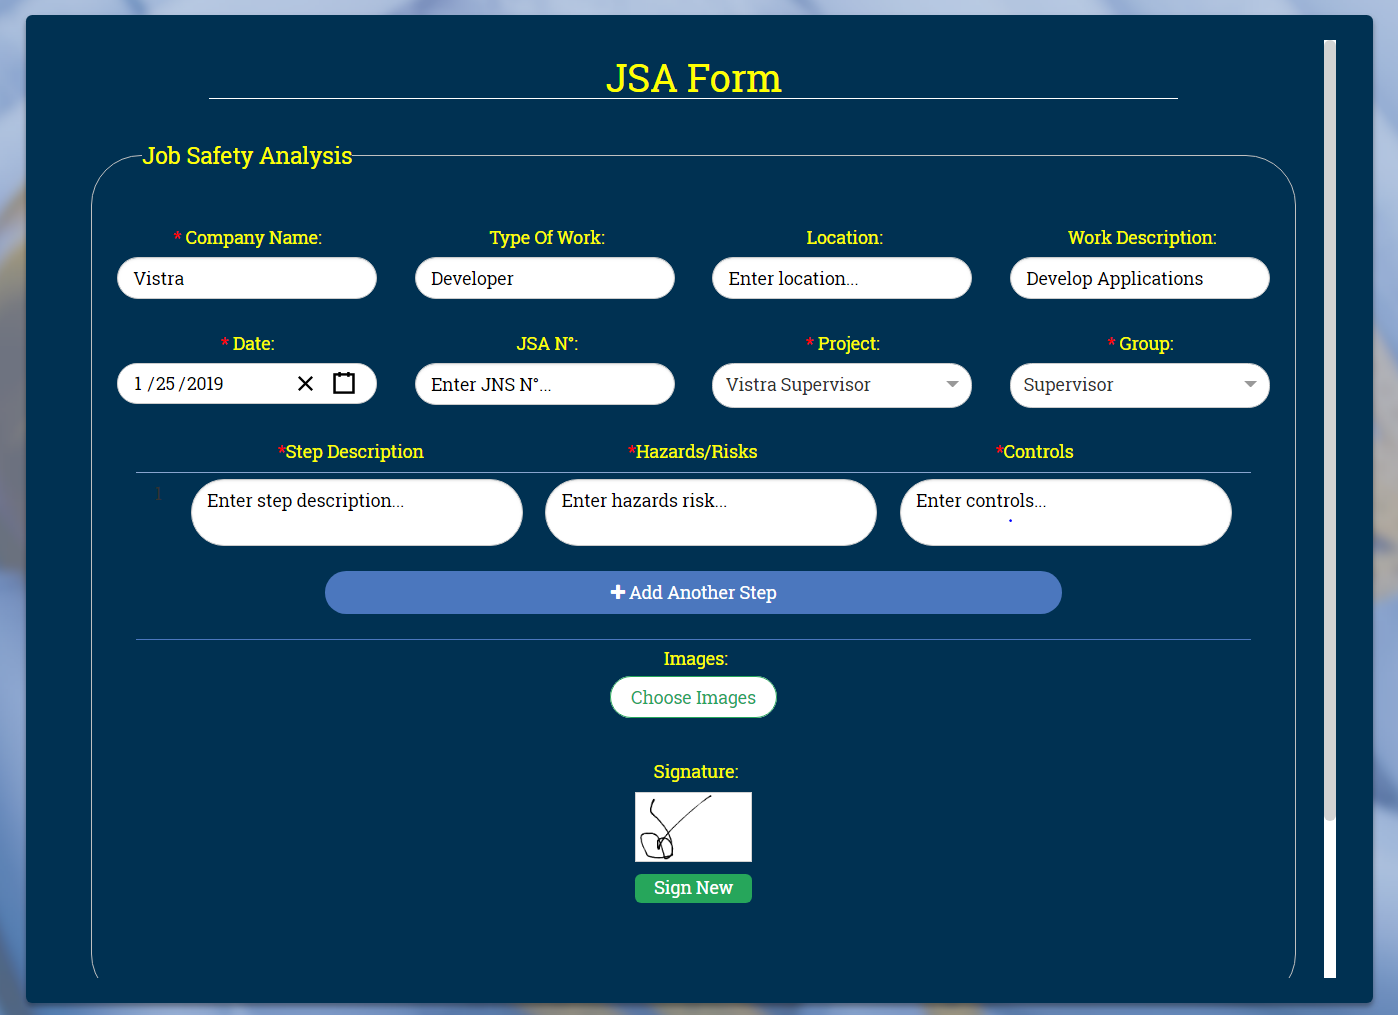 JSA Form
Job Safety Analysis
* Company Name: Type Of Work: Location: Work Description:
Vistra Developer Enter location... Develop Applications
* Date: JSA N°: * Project: * Group:
1 /25 /2019 Enter JNS N°... Vistra Supervisor Supervisor
*Step Description *Hazards/Risks *Controls
1 Enter step description... Enter hazards risk... Enter controls...
Add Another Step
Images:
Choose Images
Signature:
Sign New